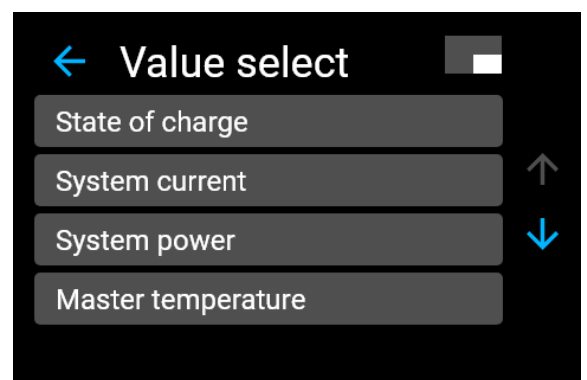 Value select
State of charge
System current
System power
Master temperature